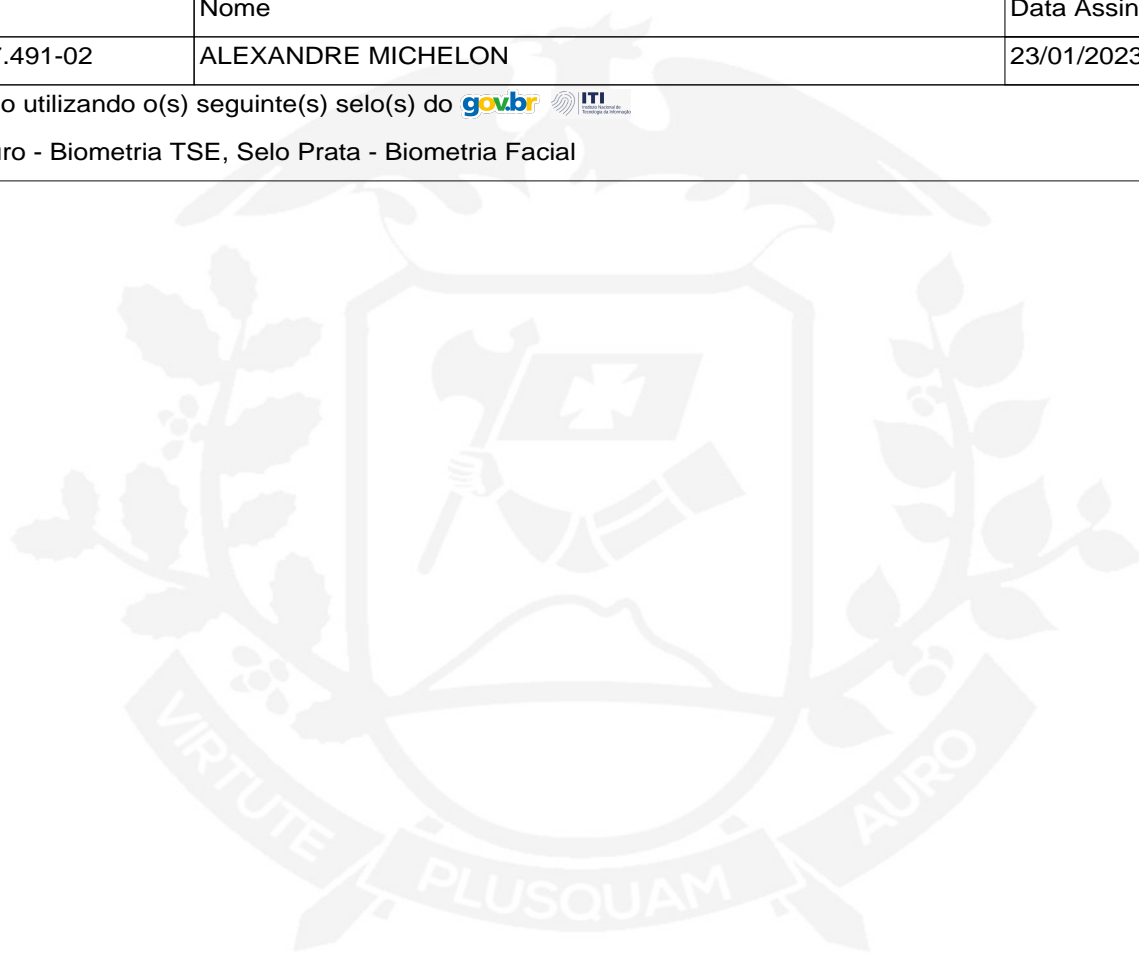 Nome Data Assin
.491-02 ALEXANDRE MICHELON 23/01/2023
o utilizando o(s) seguinte(s) selo(s) do gov.br ITI
ro - Biometria TSE, Selo Prata - Biometria Facial
VIRTUTE PLUSQUAM AURO